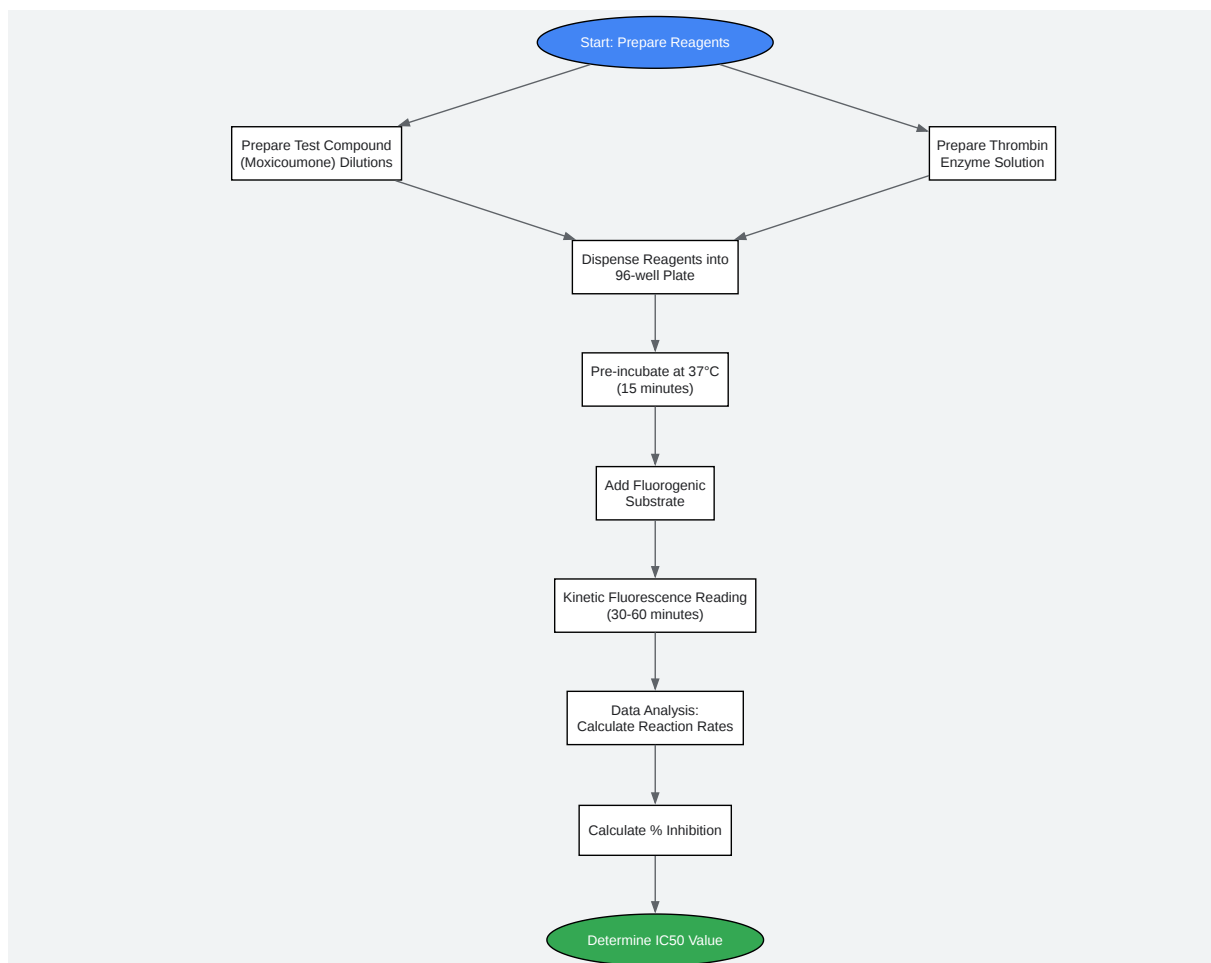 Start: Prepare Reagents
Prepare Test Compound
(Moxicoumone) Dilutions
Prepare Thrombin
Enzyme Solution
Dispense Reagents into
96-well Plate
Pre-incubate at 37°C
(15 minutes)
Add Fluorogenic
Substrate
Kinetic Fluorescence Reading
(30-60 minutes)
Data Analysis:
Calculate Reaction Rates
Calculate % Inhibition
Determine IC50 Value